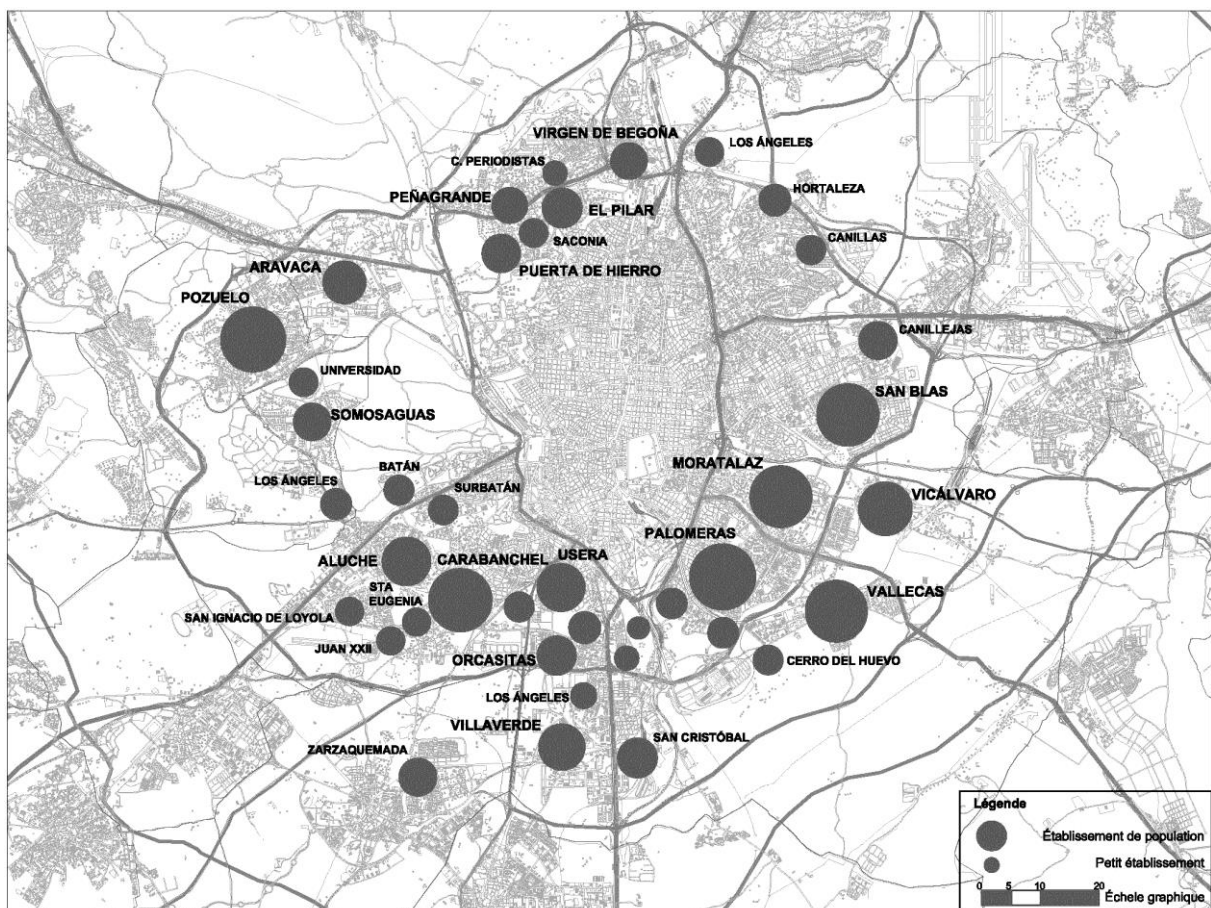 VIRGEN DE BEGOÑA
LOS ÁNGELES
C. PERIODISTAS
PEÑAGRANDE
HORTALEZA
EL PILAR
SACONIA
CANILLAS
PUERTA DE HIERRO
ARAVACA
POZUELO
CANILLEJAS
UNIVERSIDAD
SAN BLAS
SOMOSAGUAS
MORATALAZ
BATÁN
LOS ÁNGELES
SURBATÁN
VICÁLVARO
PALOMERAS
USERA
CARABANCHEL
ALUCHE
STA
EUGENIA
VALLECAS
SAN IGNACIO DE LOYOLA
JUAN XXII
ORCASITAS
CERRO DEL HUEVO
LOS ÁNGELES
VILLAVERDE
SAN CRISTÓBAL
ZARZAQUEMADA
Légende
Établissement de population
Petit établissement
0 5 10 20
Échele graphique